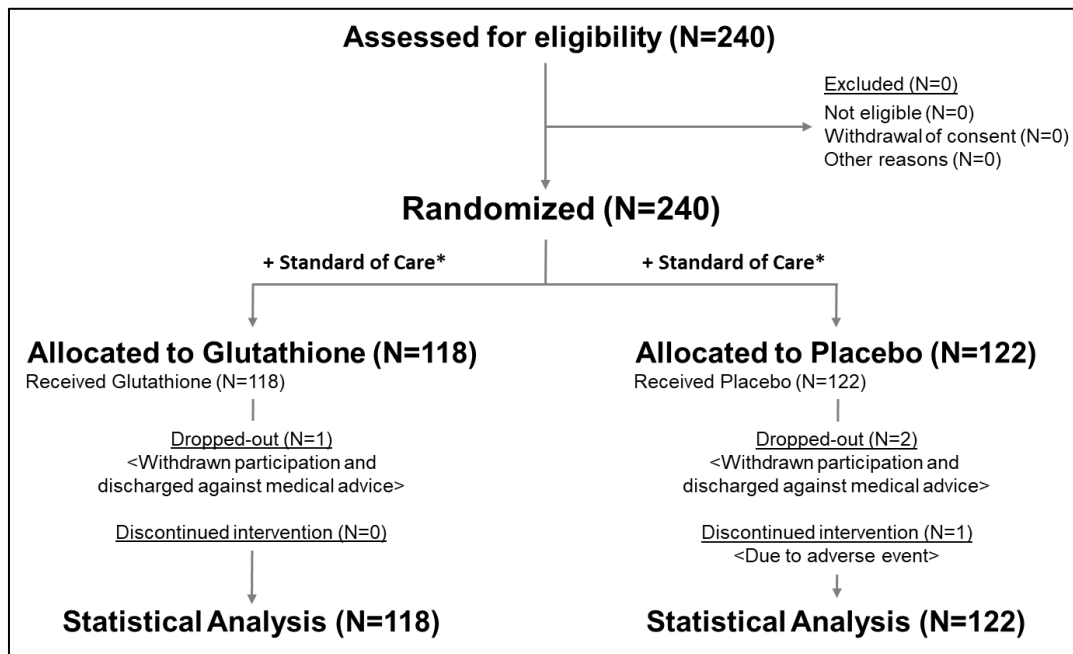 Assessed for eligibility (N=240)
Excluded (N=0)
Not eligible (N=0)
Withdrawal of consent (N=0)
Other reasons (N=0)
Randomized (N=240)
+ Standard of Care*
+ Standard of Care*
Allocated to Glutathione (N=118)
Received Glutathione (N=118)
Dropped-out (N=1)
<Withdrawn participation and
discharged against medical advice>
Discontinued intervention (N=0)
Statistical Analysis (N=118)
Allocated to Placebo (N=122)
Received Placebo (N=122)
Dropped-out (N=2)
<Withdrawn participation and
discharged against medical advice>
Discontinued intervention (N=1)
<Due to adverse event>
Statistical Analysis (N=122)